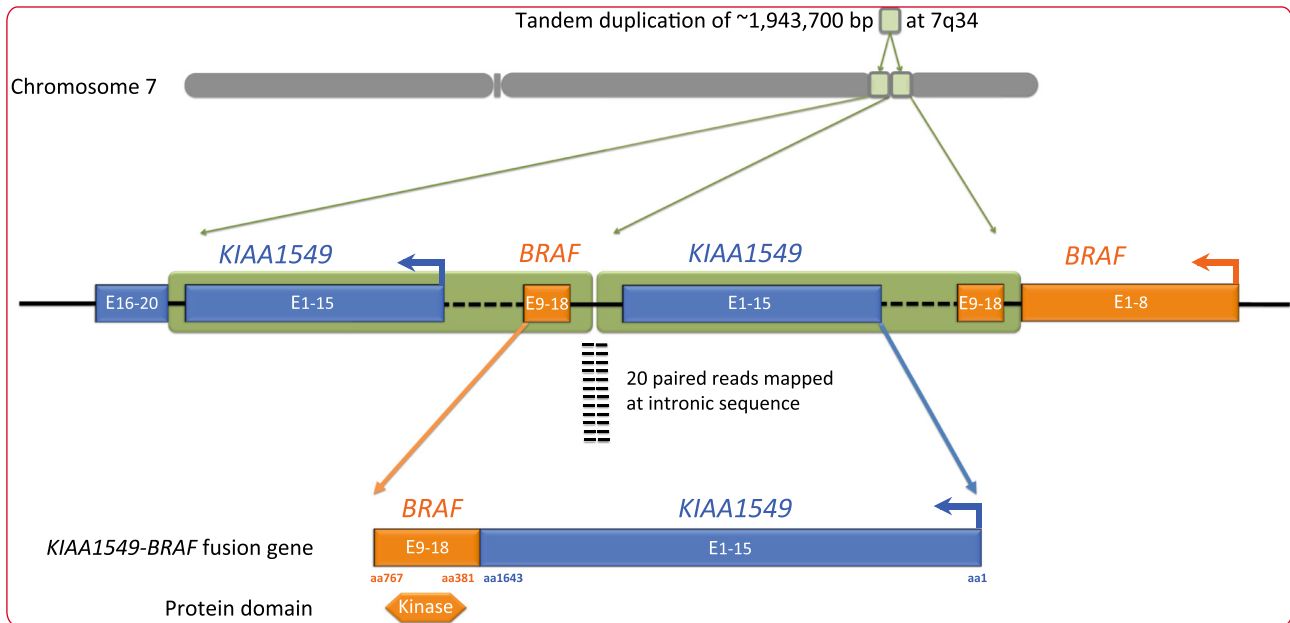 Tandem duplication of ~1,943,700 bp at 7q34
Chromosome 7
KIAA1549 BRAF KIAA1549 BRAF
E16-20 E1-15 E9-18 E1-15 E9-18 E1-8
20 paired reads mapped
at intronic sequence
BRAF KIAA1549
KIAA1549-BRAF fusion gene E9-18 E1-15
aa767 aa381 aa1643 aa1
Protein domain Kinase